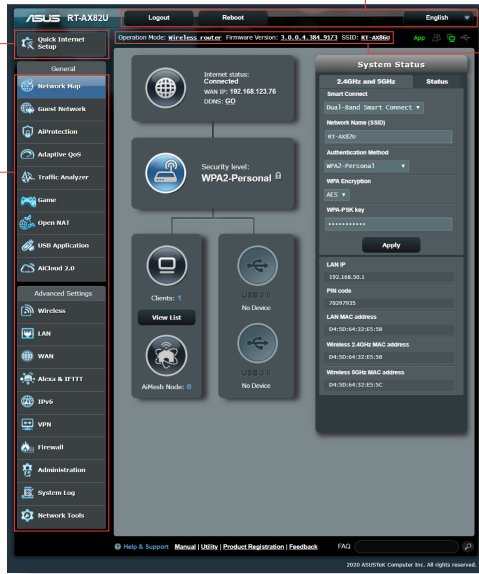 ASUS RT-AX82U
Logout
Reboot
English
Operation Mode: Wireless router Firmware Version: 3.0.0.4.384_9173 SSID: RT-AX86U
App
Quick Internet
Setup
General
Network Map
Guest Network
AiProtection
Adaptive QoS
Traffic Analyzer
Game
Open NAT
USB Application
AiCloud 2.0
Advanced Settings
Wireless
LAN
WAN
Alexa & IFTTT
IPv6
VPN
Firewall
Administration
System Log
Network Tools
Internet status:
Connected
WAN IP: 192.168.123.76
DDNS: GO
Security level:
WPA2-Personal
Clients: 1
View List
AiMesh Node: 0
USB 3.0
No Device
USB 3.0
No Device
System Status
2.4GHz and 5GHz
Status
Smart Connect
Dual-Band Smart Connect
Network Name (SSID)
RT-AX82U
Authentication Method
WPA2-Personal
WPA Encryption
AES
WPA-PSK key
Apply
LAN IP
192.168.50.1
PIN code
70297935
LAN MAC address
D4:5D:64:32:E5:58
Wireless 2.4GHz MAC address
D4:5D:64:32:E5:58
Wireless 5GHz MAC address
D4:5D:64:32:E5:5C
Help & Support Manual | Utility | Product Registration | Feedback
FAQ
2020 ASUSTeK Computer Inc. All rights reserved.